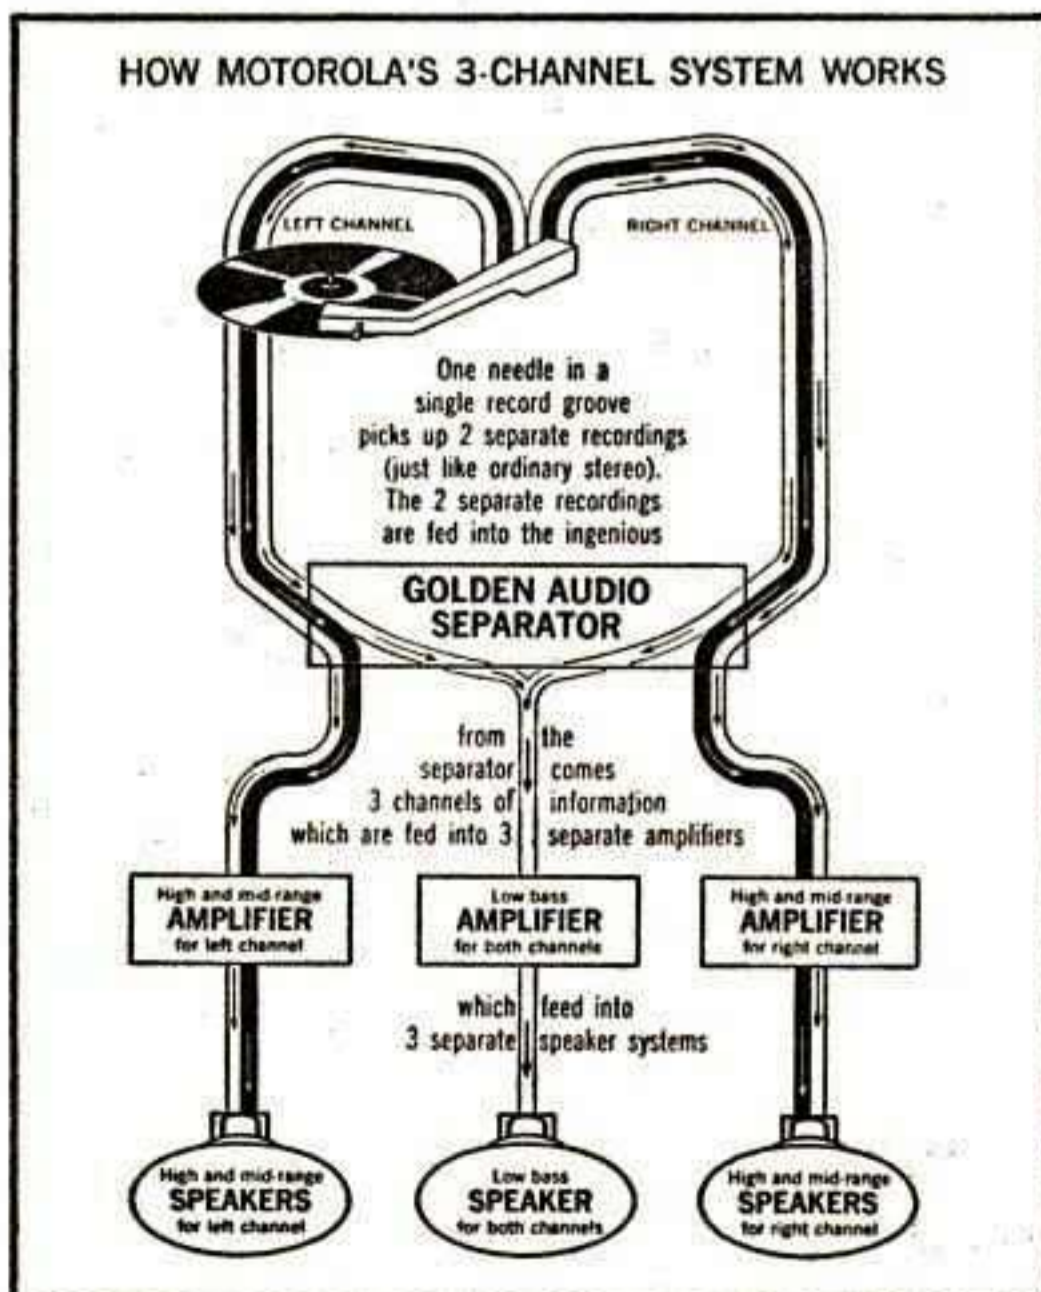 HOW MOTOROLA'S 3-CHANNEL SYSTEM WORKS
LEFT CHANNEL
RIGHT CHANNEL
One needle in a
single record groove
picks up 2 separate recordings
(just like ordinary stereo).
The 2 separate recordings
are fed into the ingenious
GOLDEN AUDIO
SEPARATOR
from the
separator comes
3 channels of information
which are fed into 3 separate amplifiers
High and mid-range
AMPLIFIER
for left channel
Low bass
AMPLIFIER
for both channels
High and mid-range
AMPLIFIER
for right channel
which feed into
3 separate speaker systems
High and mid-range
SPEAKERS
for left channel
Low bass
SPEAKER
for both channels
High and mid-range
SPEAKERS
for right channel